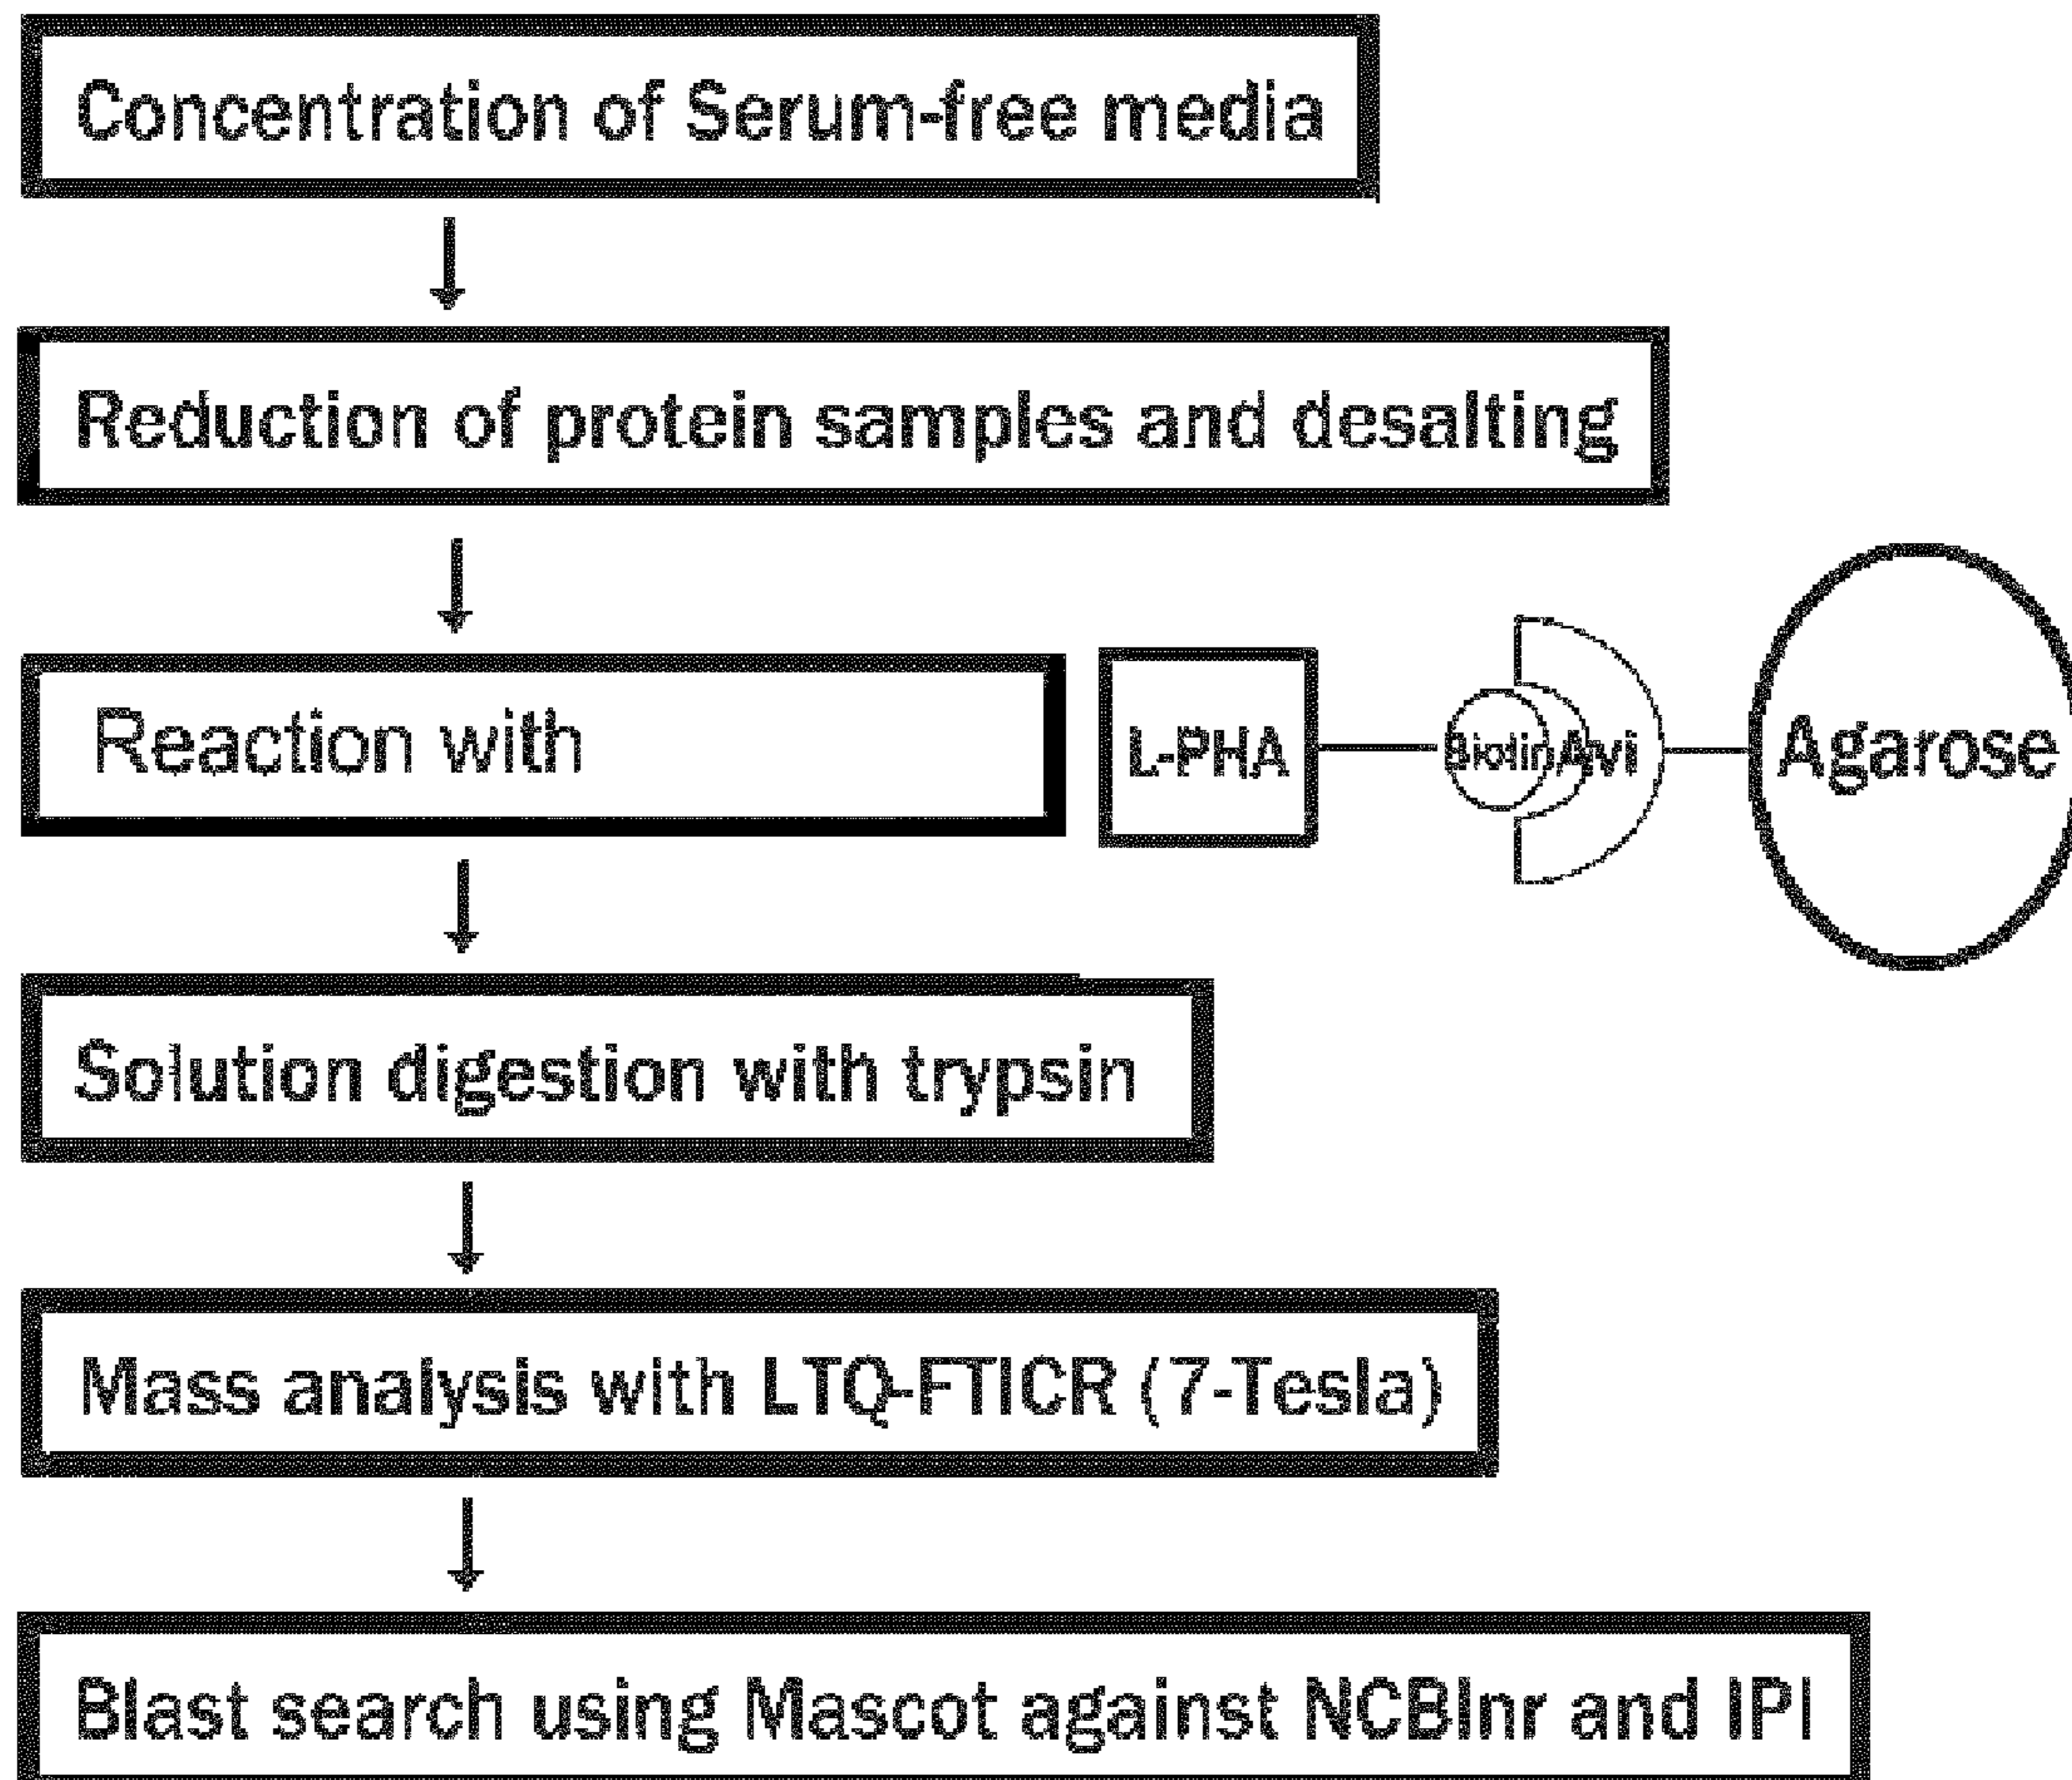 Concentration of Serum-free media
Reduction of protein samples and desalting
Reaction with
L-PHA
Biotin
Avi
Agarose
Solution digestion with trypsin
Mass analysis with LTQ-FTICR (7-Tesla)
Blast search using Mascot against NCBInr and IPI